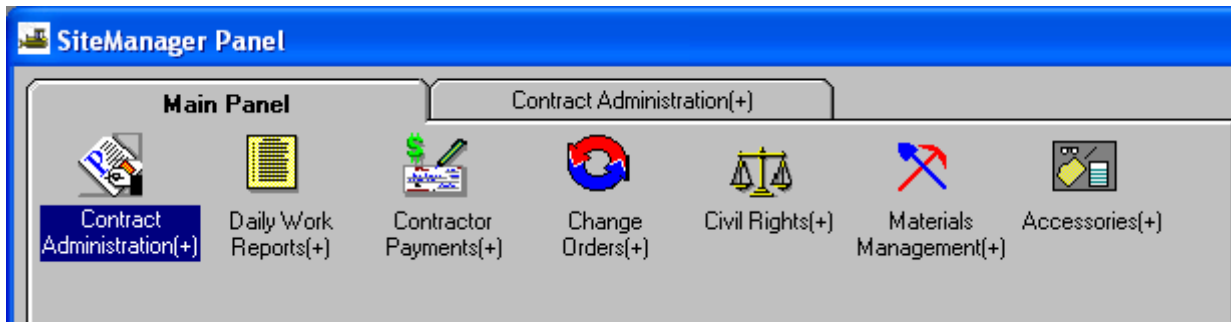 SiteManager Panel
Main Panel
Contract Administration(+)
Contract
Administration(+)
Daily Work
Reports(+)
Contractor
Payments(+)
Change
Orders(+)
Civil Rights(+)
Materials
Management(+)
Accessories(+)